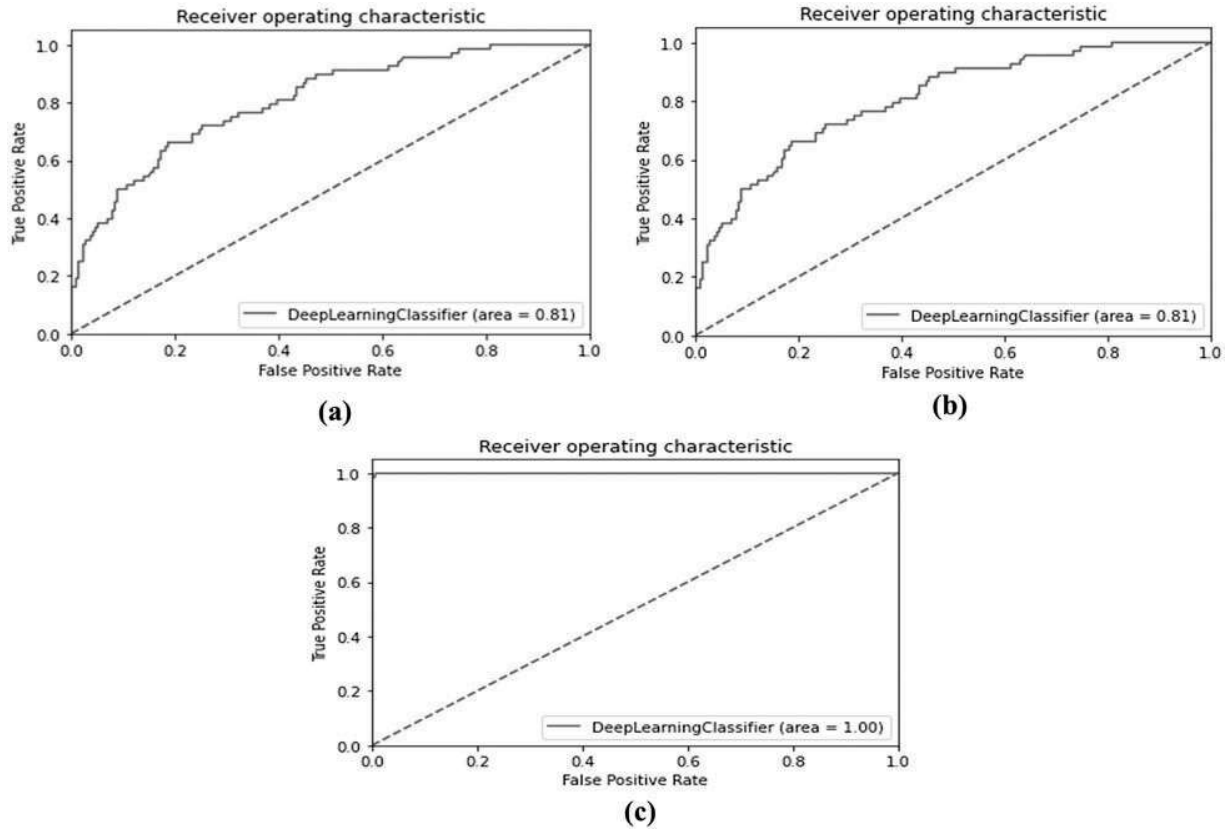 Receiver operating characteristic
True Positive Rate
1.0
0.8
0.6
0.4
0.2
0.0
DeepLearningClassifier (area = 0.81)
0.0 0.2 0.4 0.6 0.8 1.0
False Positive Rate
(a)
Receiver operating characteristic
True Positive Rate
1.0
0.8
0.6
0.4
0.2
0.0
DeepLearningClassifier (area = 0.81)
0.0 0.2 0.4 0.6 0.8 1.0
False Positive Rate
(b)
Receiver operating characteristic
True Positive Rate
1.0
0.8
0.6
0.4
0.2
0.0
DeepLearningClassifier (area = 1.00)
0.0 0.2 0.4 0.6 0.8 1.0
False Positive Rate
(c)